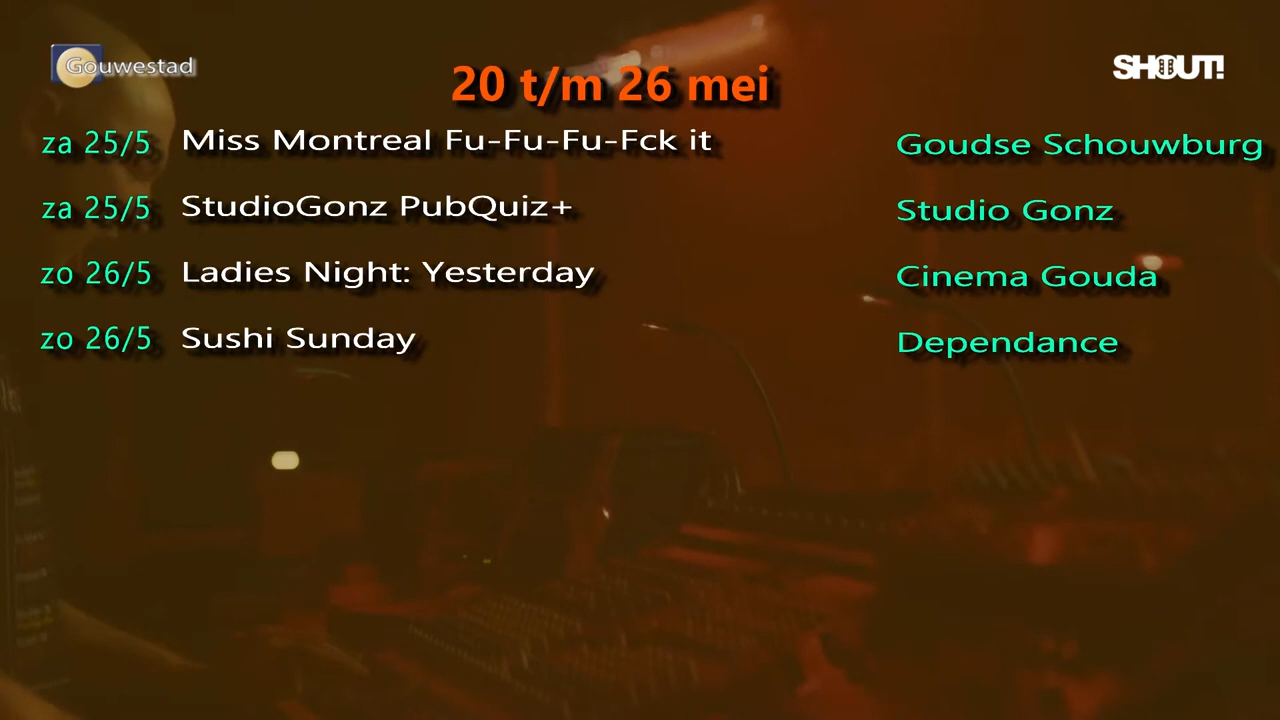 Gouwestad
SHOUT!
20 t/m 26 mei
za 25/5 Miss Montreal Fu-Fu-Fu-Fck it Goudse Schouwburg
za 25/5 StudioGonz PubQuiz+ Studio Gonz
zo 26/5 Ladies Night: Yesterday Cinema Gouda
zo 26/5 Sushi Sunday Dependance